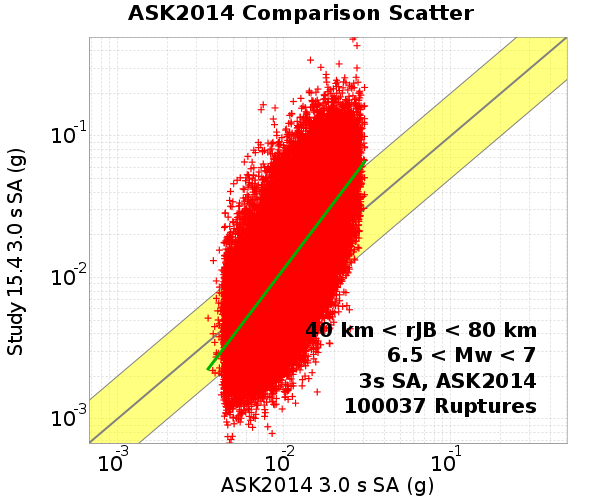 ASK2014 Comparison Scatter
Study 15.4 3.0 s SA (g)
10-1
10-2
10-3
40 km < rJB < 80 km
6.5 < Mw < 7
3s SA, ASK2014
100037 Ruptures
10-3 10-2 10-1
ASK2014 3.0 s SA (g)